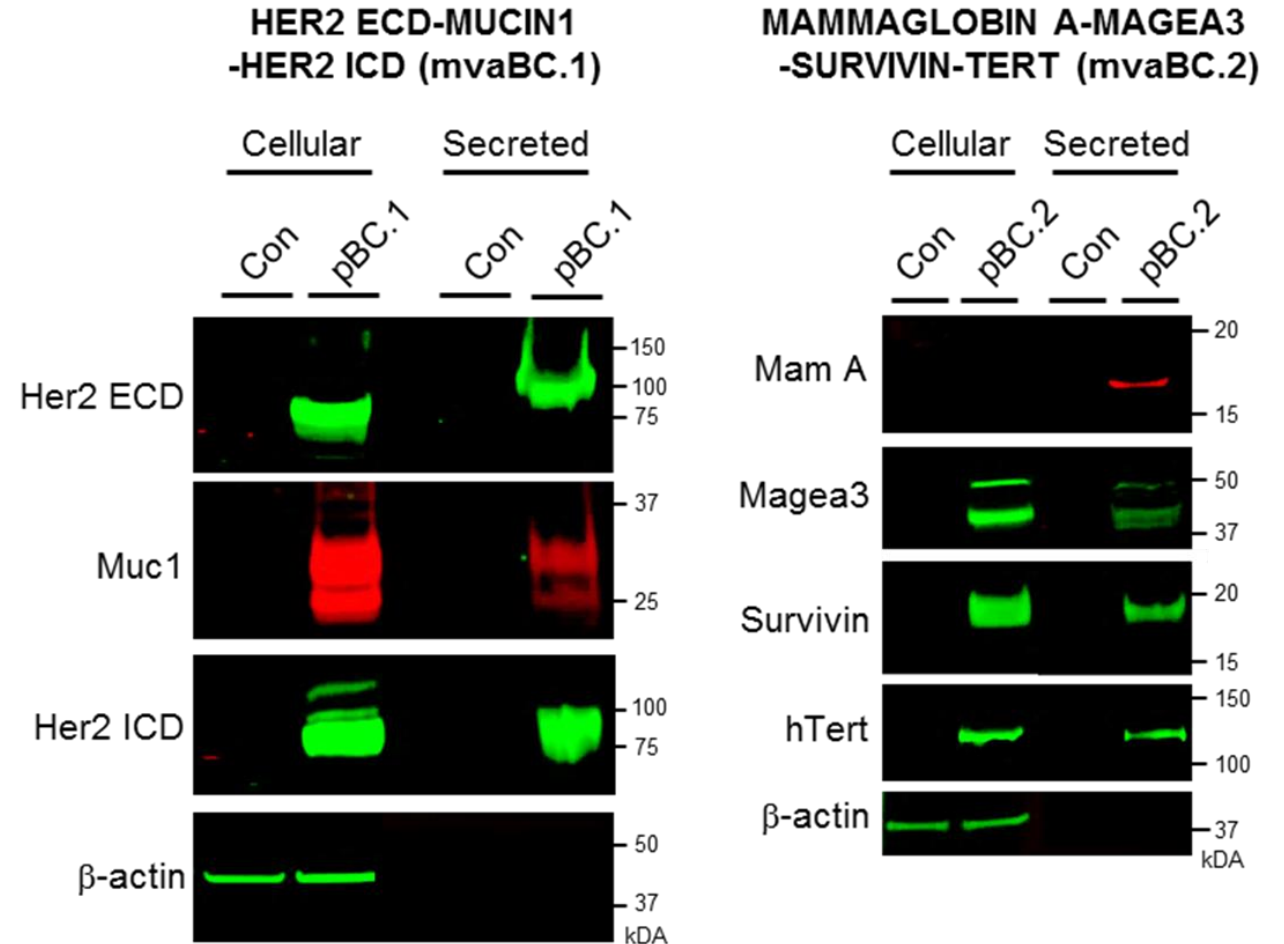 HER2 ECD-MUCIN1
-HER2 ICD (mvaBC.1)
Cellular
Secreted
Con
pBC.1
Con
pBC.1
Her2 ECD
150
100
75
Muc1
37
25
Her2 ICD
100
75
β-actin
50
37
kDA
MAMMAGLOBIN A-MAGEA3
-SURVIVIN-TERT (mvaBC.2)
Cellular
Secreted
Con
pBC.2
Con
pBC.2
Mam A
20
15
Magea3
50
37
Survivin
20
15
hTert
150
100
β-actin
37
kDA